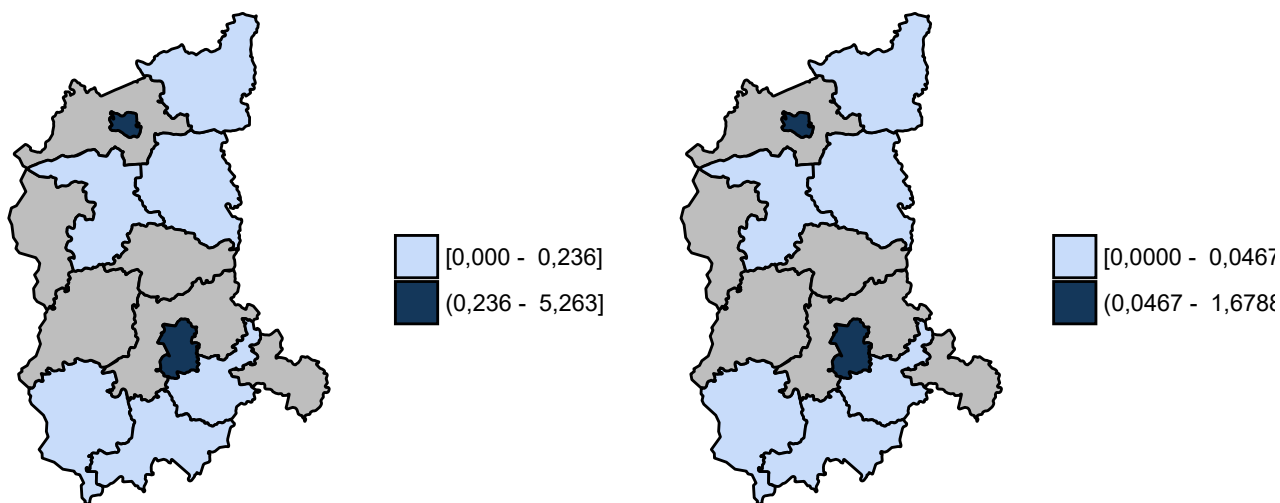 [0,000 - 0,236]
(0,236 - 5,263]
[0,0000 - 0,0467
(0,0467 - 1,6788